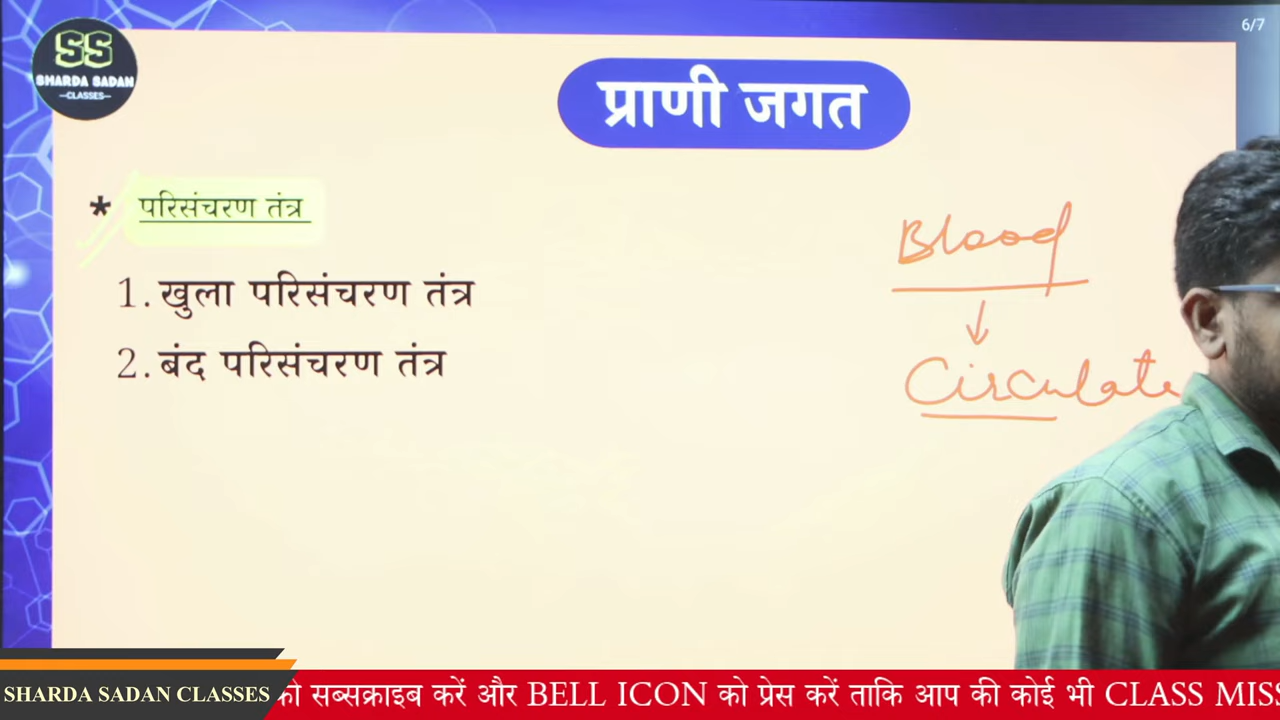 6/7
SS
SHARDA SADAN
—CLASSES—
प्राणी जगत
* परिसंचरण तंत्र
1. खुला परिसंचरण तंत्र
2. बंद परिसंचरण तंत्र
Blood
↓
Circulate
SHARDA SADAN CLASSES
को सब्सक्राइब करें और BELL ICON को प्रेस करें ताकि आप की कोई भी CLASS MISS